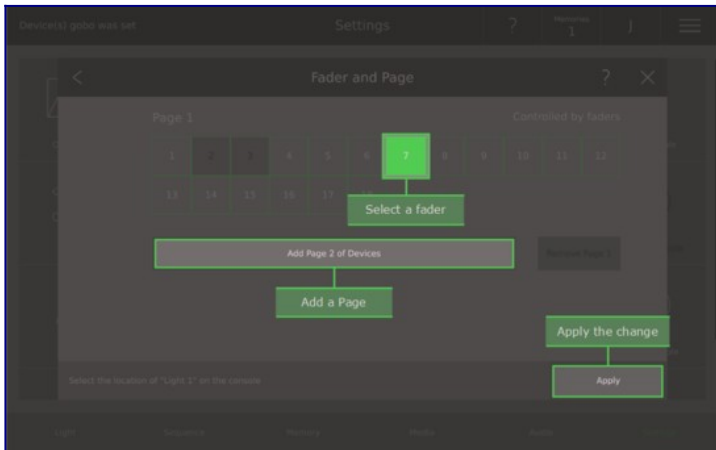 Device(s) gobo was set
Settings
?
Memories
1
J
Fader and Page
?
Page 1
Controlled by faders
1 2 3 4 5 6 7 8 9 10 11 12
13 14 15 16 17
Select a fader
Add Page 2 of Devices
Remove Page 1
Add a Page
Apply the change
Select the location of "Light 1" on the console
Apply
Light Sequence Memory Media Audio